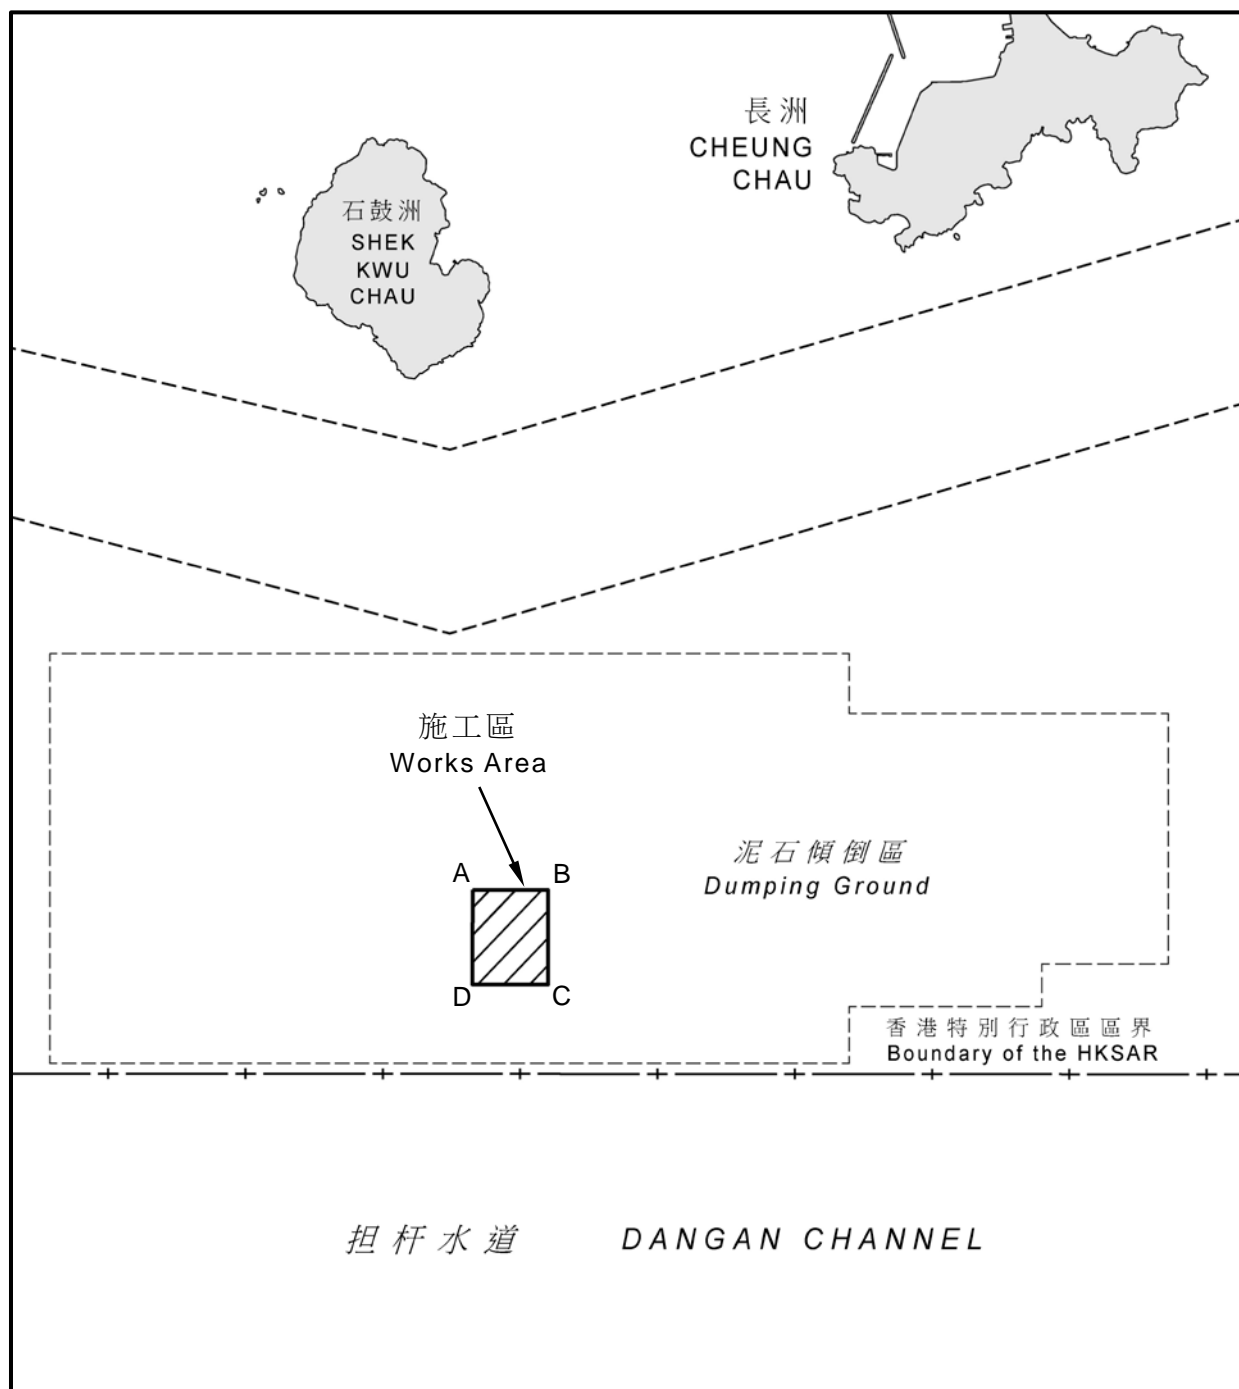 長洲
CHEUNG
CHAU
石鼓洲
SHEK
KWU
CHAU
施工區
Works Area
泥石傾倒區
Dumping Ground
A
B
D
C
香港特別行政區區界
Boundary of the HKSAR
担杆水道
DANGAN CHANNEL